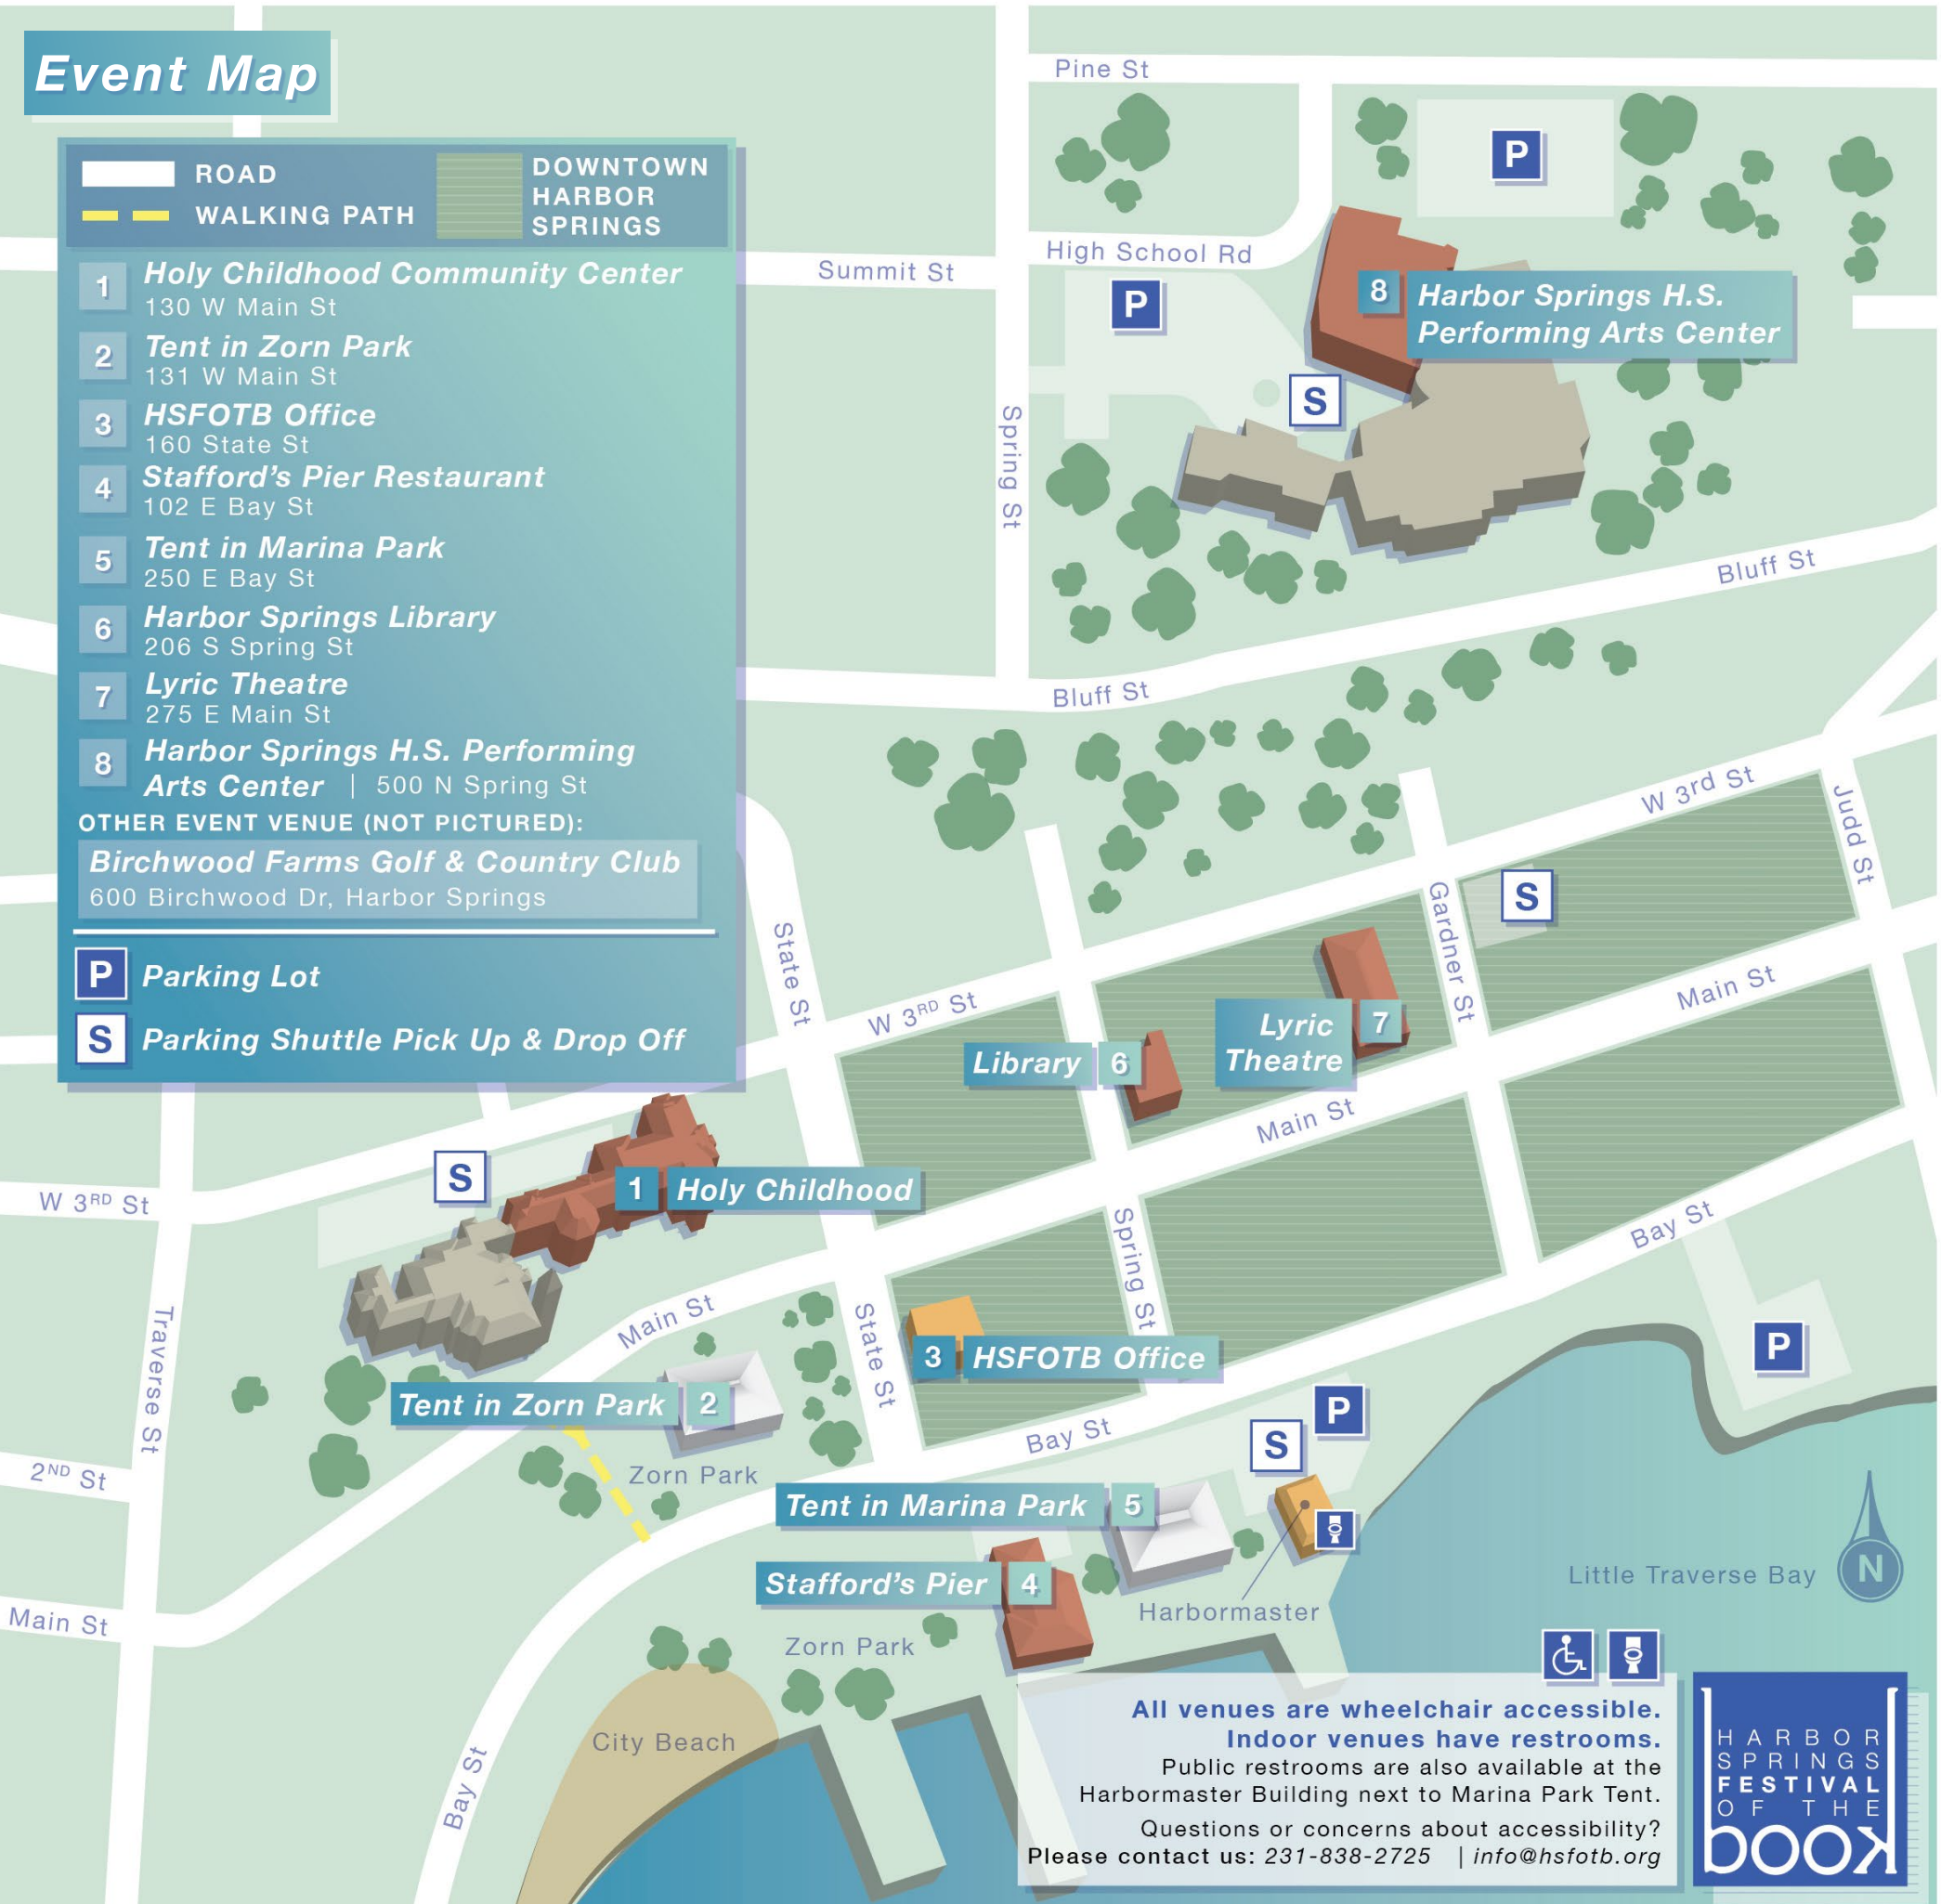 Event Map
ROAD
WALKING PATH
DOWNTOWN
HARBOR
SPRINGS
1 Holy Childhood Community Center
130 W Main St
2 Tent in Zorn Park
131 W Main St
3 HSFOTB Office
160 State St
4 Stafford's Pier Restaurant
102 E Bay St
5 Tent in Marina Park
250 E Bay St
6 Harbor Springs Library
206 S Spring St
7 Lyric Theatre
275 E Main St
8 Harbor Springs H.S. Performing
Arts Center | 500 N Spring St
OTHER EVENT VENUE (NOT PICTURED):
Birchwood Farms Golf & Country Club
600 Birchwood Dr, Harbor Springs
P Parking Lot
S Parking Shuttle Pick Up & Drop Off
Pine St
P
High School Rd
Summit St
P
8 Harbor Springs H.S.
Performing Arts Center
S
Spring St
Bluff St
Bluff St
W 3rd St
Judd St
S
Gardner St
State St
W 3RD St
Main St
Lyric
Theatre
7
Library 6
Main St
S
1 Holy Childhood
W 3RD St
Spring St
Bay St
Main St
State St
Traverse St
3 HSFOTB Office
P
Tent in Zorn Park 2
P
S
Bay St
2ND St
Zorn Park
Tent in Marina Park 5
Stafford's Pier 4
Little Traverse Bay
N
Harbormaster
Main St
Zorn Park
City Beach
Bay St
All venues are wheelchair accessible.
Indoor venues have restrooms.
Public restrooms are also available at the
Harbormaster Building next to Marina Park Tent.
Questions or concerns about accessibility?
Please contact us: 231-838-2725 | info@hsfotb.org
HARBOR
SPRINGS
FESTIVAL
OF THE
book